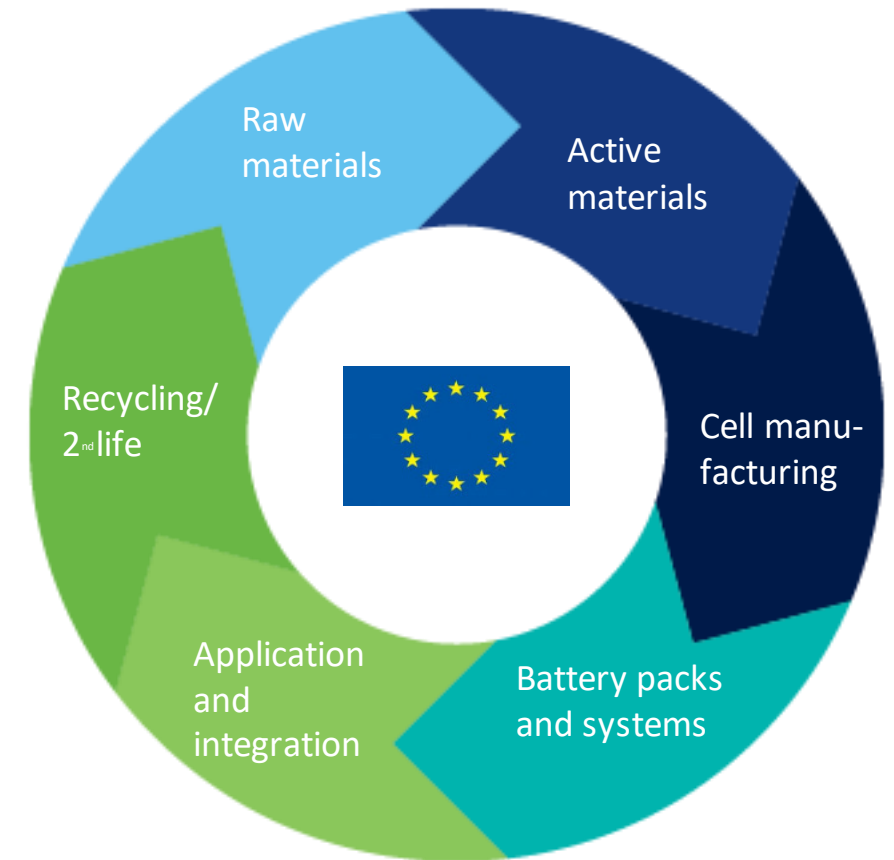 Raw
materials
Active
materials
Cell manu-
facturing
Battery packs
and systems
Application
and
integration
Recycling/
2nd life